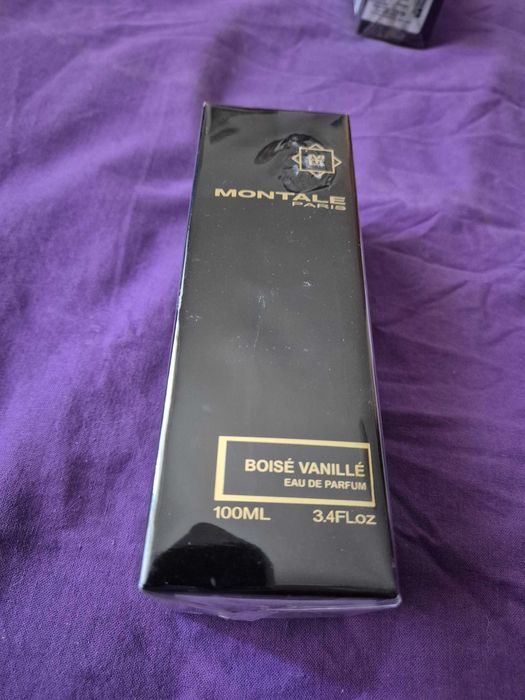 MONTALE
PARIS
BOISÉ VANILLÉ
EAU DE PARFUM
100ML 3.4FLoz